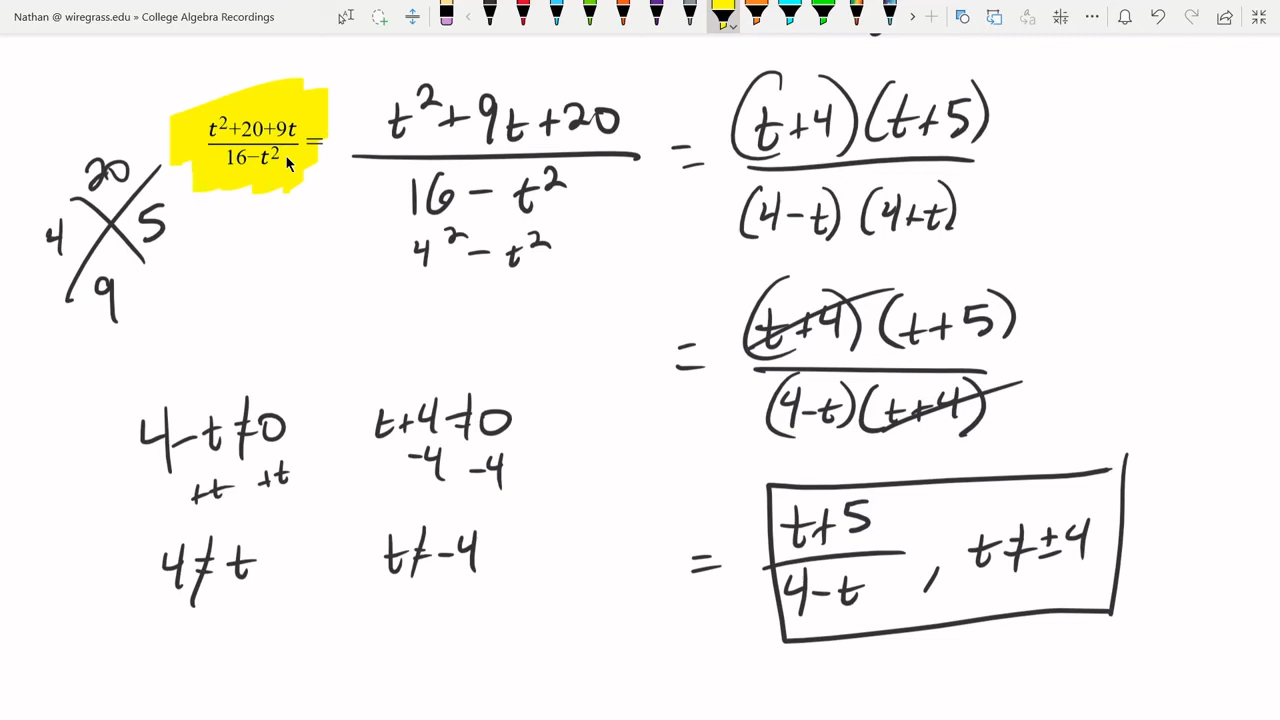 Nathan @ wiregrass.edu » College Algebra Recordings
t²+20+9t / 16−t² =
t²+9t+20 / 16−t²
4²−t²
= (t+4)(t+5) / (4−t)(4+t)
20
4 5
9
= (t+4)(t+5) / (4−t)(t+4)
4−t≠0
+t +t
4≠t
t+4≠0
−4 −4
t≠−4
= t+5 / 4−t , t≠±4